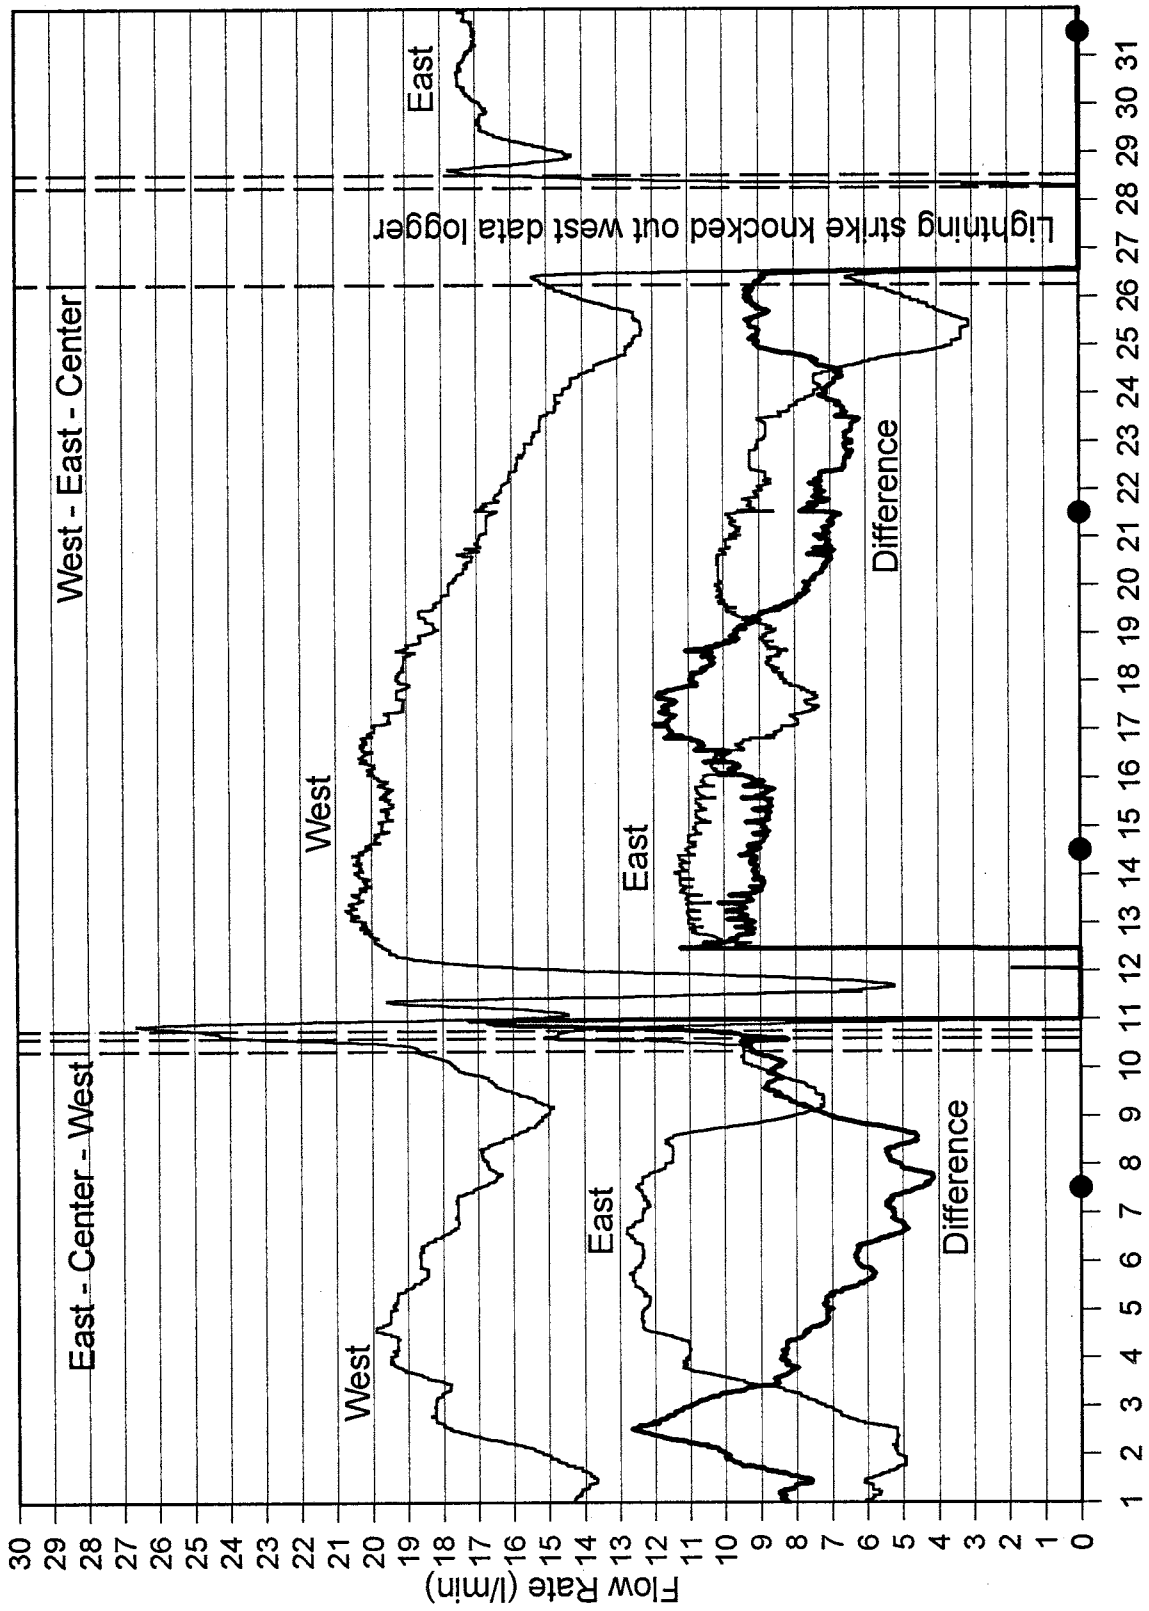 East - Center - West
West - East - Center
West
East
Difference
West
East
Difference
Lightning strike knocked out west data logger
East
Flow Rate (l/min)
30
29
28
27
26
25
24
23
22
21
20
19
18
17
16
15
14
13
12
11
10
9
8
7
6
5
4
3
2
1
0
1 2 3 4 5 6 7 8 9 10 11 12 13 14 15 16 17 18 19 20 21 22 23 24 25 26 27 28 29 30 31